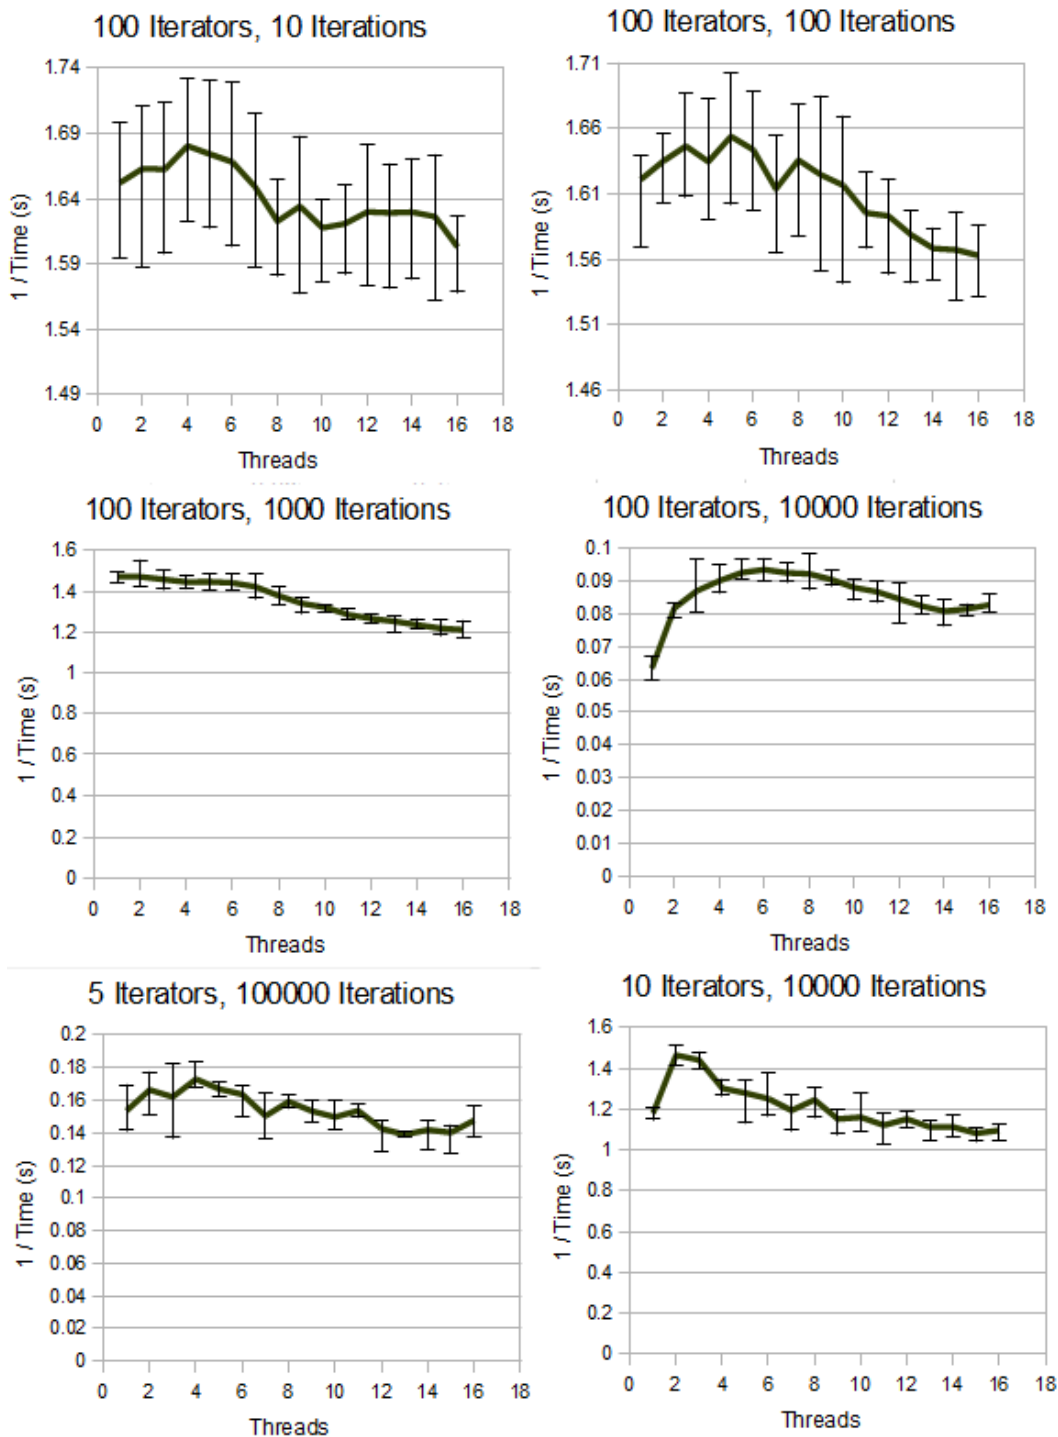 100 Iterators, 10 Iterations
1.74
1.69
1.64
1.59
1.54
1.49
1 / Time (s)
0 2 4 6 8 10 12 14 16 18
Threads
100 Iterators, 100 Iterations
1.71
1.66
1.61
1.56
1.51
1.46
1 / Time (s)
0 2 4 6 8 10 12 14 16 18
Threads
100 Iterators, 1000 Iterations
1.6
1.4
1.2
1
0.8
0.6
0.4
0.2
0
1 / Time (s)
0 2 4 6 8 10 12 14 16 18
Threads
100 Iterators, 10000 Iterations
0.1
0.09
0.08
0.07
0.06
0.05
0.04
0.03
0.02
0.01
0
1 / Time (s)
0 2 4 6 8 10 12 14 16 18
Threads
5 Iterators, 100000 Iterations
0.2
0.18
0.16
0.14
0.12
0.1
0.08
0.06
0.04
0.02
0
1 / Time (s)
0 2 4 6 8 10 12 14 16 18
Threads
10 Iterators, 10000 Iterations
1.6
1.4
1.2
1
0.8
0.6
0.4
0.2
0
1 / Time (s)
0 2 4 6 8 10 12 14 16 18
Threads